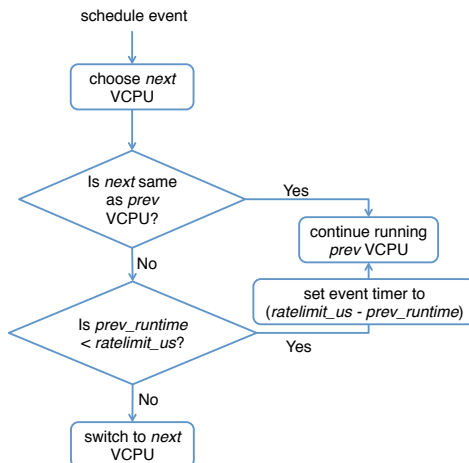 schedule event
choose next
VCPU
Is next same
as prev
VCPU?
Yes
continue running
prev VCPU
No
set event timer to
(ratelimit_us - prev_runtime)
Is prev_runtime
< ratelimit_us?
Yes
No
switch to next
VCPU